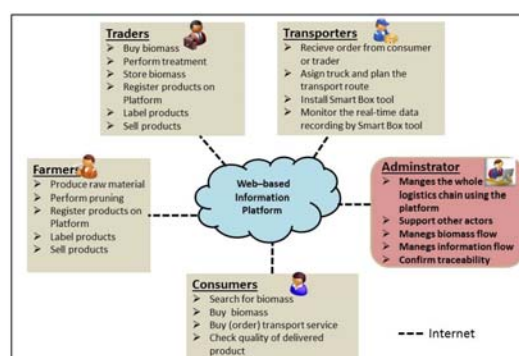 Traders
Buy biomass
Perform treatment
Store biomass
Register products on
Platform
Label products
Sell products
Transporters
Recieve order from consumer
or trader
Asign truck and plan the
transport route
Install Smart Box tool
Monitor the real-time data
recording by Smart Box tool
Farmers
Produce raw material
Perform pruning
Register products on
Platform
Label products
Sell products
Web-based
Information
Platform
Adminstrator
Manges the whole
logistics chain using the
platform
Support other actors
Manegs biomass flow
Manegs information flow
Confirm traceability
Consumers
Search for biomass
Buy biomass
Buy (order) transport service
Check quality of delivered
product
Internet